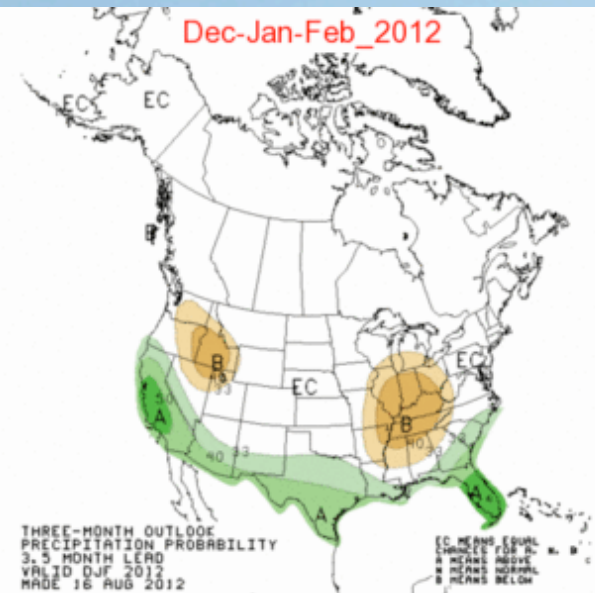 Dec-Jan-Feb_2012
EC
EC
B
B
40
33
EC
EC
50
A
B
40
33
40
33
33
A
A
THREE-MONTH OUTLOOK
PRECIPITATION PROBABILITY
3.5 MONTH LEAD
VALID DJF 2012
MADE 16 AUG 2012
EC MEANS EQUAL
CHANCES FOR A, N, B
A MEANS ABOVE
N MEANS NORMAL
B MEANS BELOW